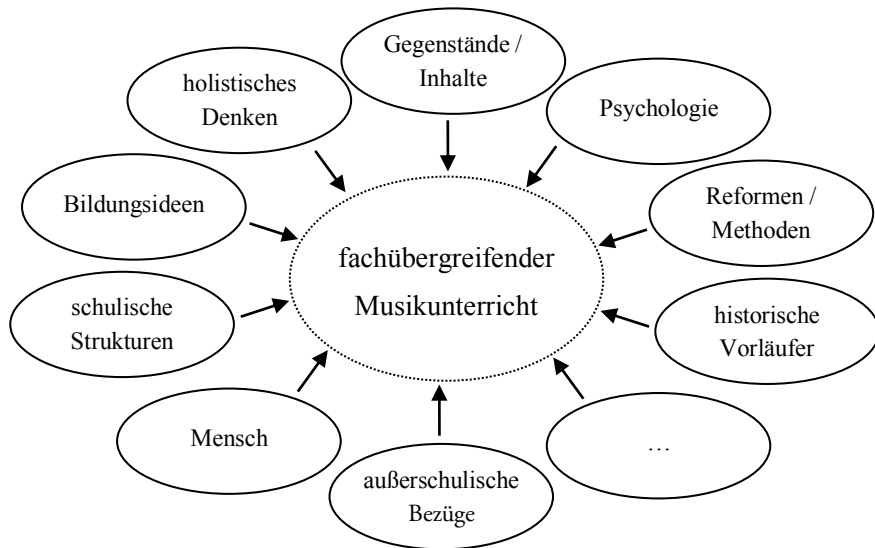 Gegenstände /
Inhalte
holistisches
Denken
Psychologie
Bildungsideen
Reformen /
Methoden
fachübergreifender
Musikunterricht
schulische
Strukturen
historische
Vorläufer
Mensch
…
außerschulische
Bezüge